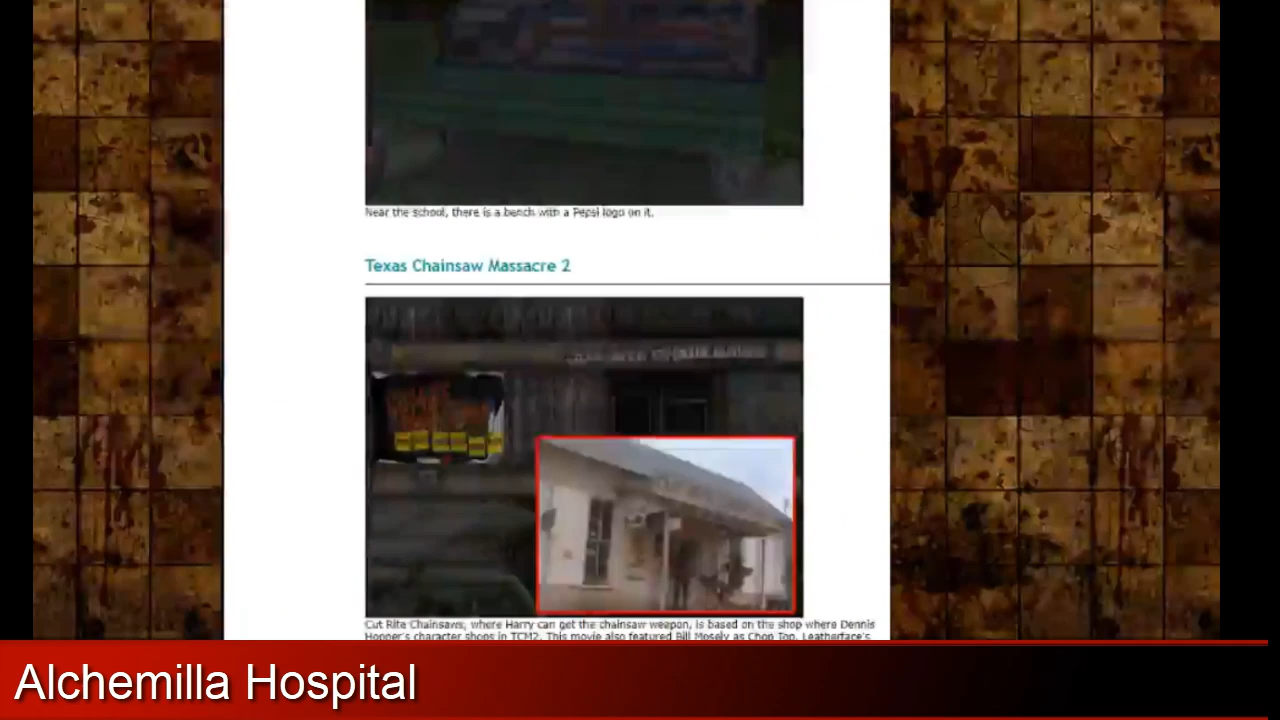 Near the school, there is a bench with a Pepsi logo on it.
Texas Chainsaw Massacre 2
Cut Rite Chainsaws, where Harry can get the chainsaw weapon, is based on the shop where Dennis
Hopper's character shops in TCM2. This movie also featured Bill Mosely as Chop Top, Leatherface's
Alchemilla Hospital